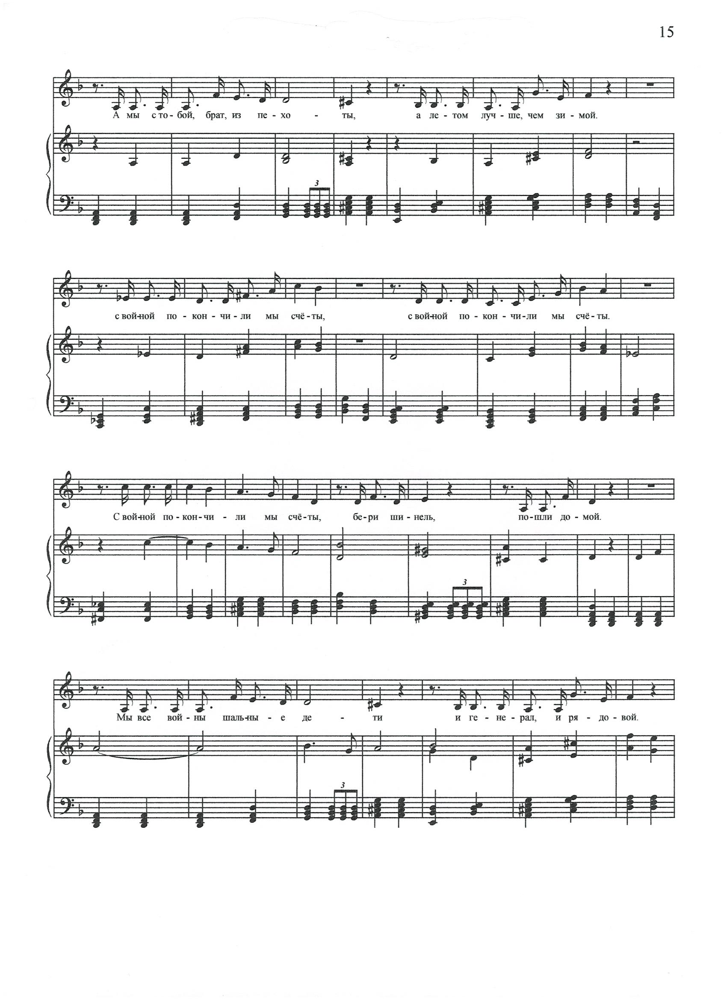 15
А мы с то - бой, брат, из пе - хо - ты, а ле - том луч - ше, чем зи - мой.
3
с вой-ной по - кон - чи - ли мы счё - ты, с вой-ной по - кон - чи - ли мы счё - ты.
С вой-ной по - кон - чи - ли мы счё - ты, бе - ри ши - нель, по - шли до - мой.
3
Мы все вой - ны шаль-ны - е де - ти и ге - не - рал, и ря - до - вой.
3